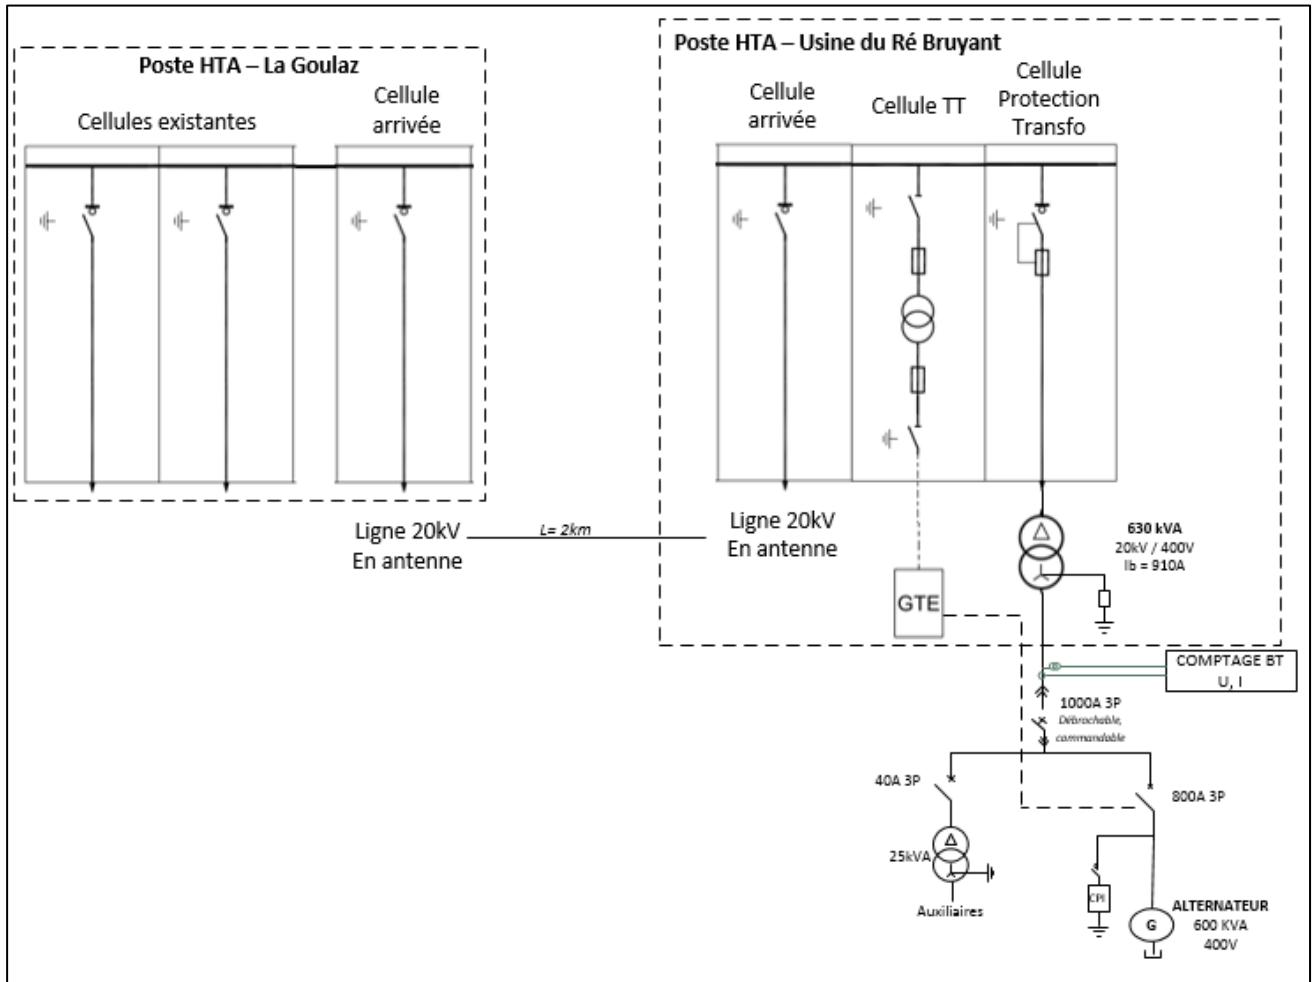 Poste HTA – La Goulaz
Cellules existantes
Cellule
arrivée
Poste HTA – Usine du Ré Bruyant
Cellule
arrivée
Cellule TT
Cellule
Protection
Transfo
Ligne 20kV
En antenne
L= 2km
Ligne 20kV
En antenne
630 kVA
20kV / 400V
Ib = 910A
GTE
COMPTAGE BT
U, I
1000A 3P
Débrochable,
commandable
40A 3P
800A 3P
25kVA
Auxiliaires
CPI
G
ALTERNATEUR
600 KVA
400V